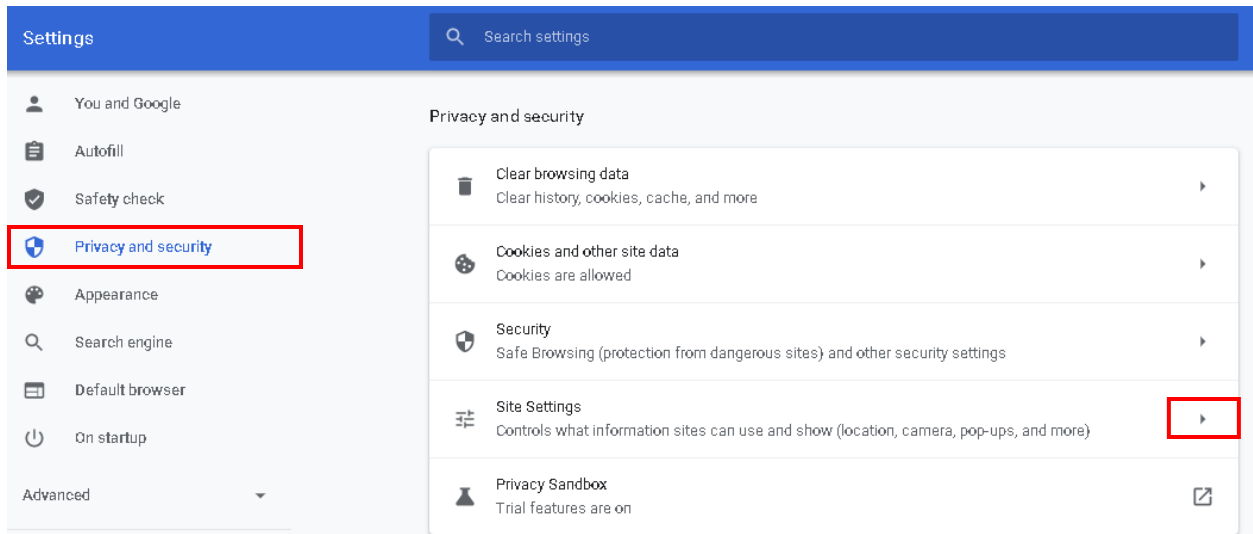 Settings
Search settings
You and Google
Autofill
Safety check
Privacy and security
Appearance
Search engine
Default browser
On startup
Advanced
Privacy and security
Clear browsing data
Clear history, cookies, cache, and more
Cookies and other site data
Cookies are allowed
Security
Safe Browsing (protection from dangerous sites) and other security settings
Site Settings
Controls what information sites can use and show (location, camera, pop-ups, and more)
Privacy Sandbox
Trial features are on